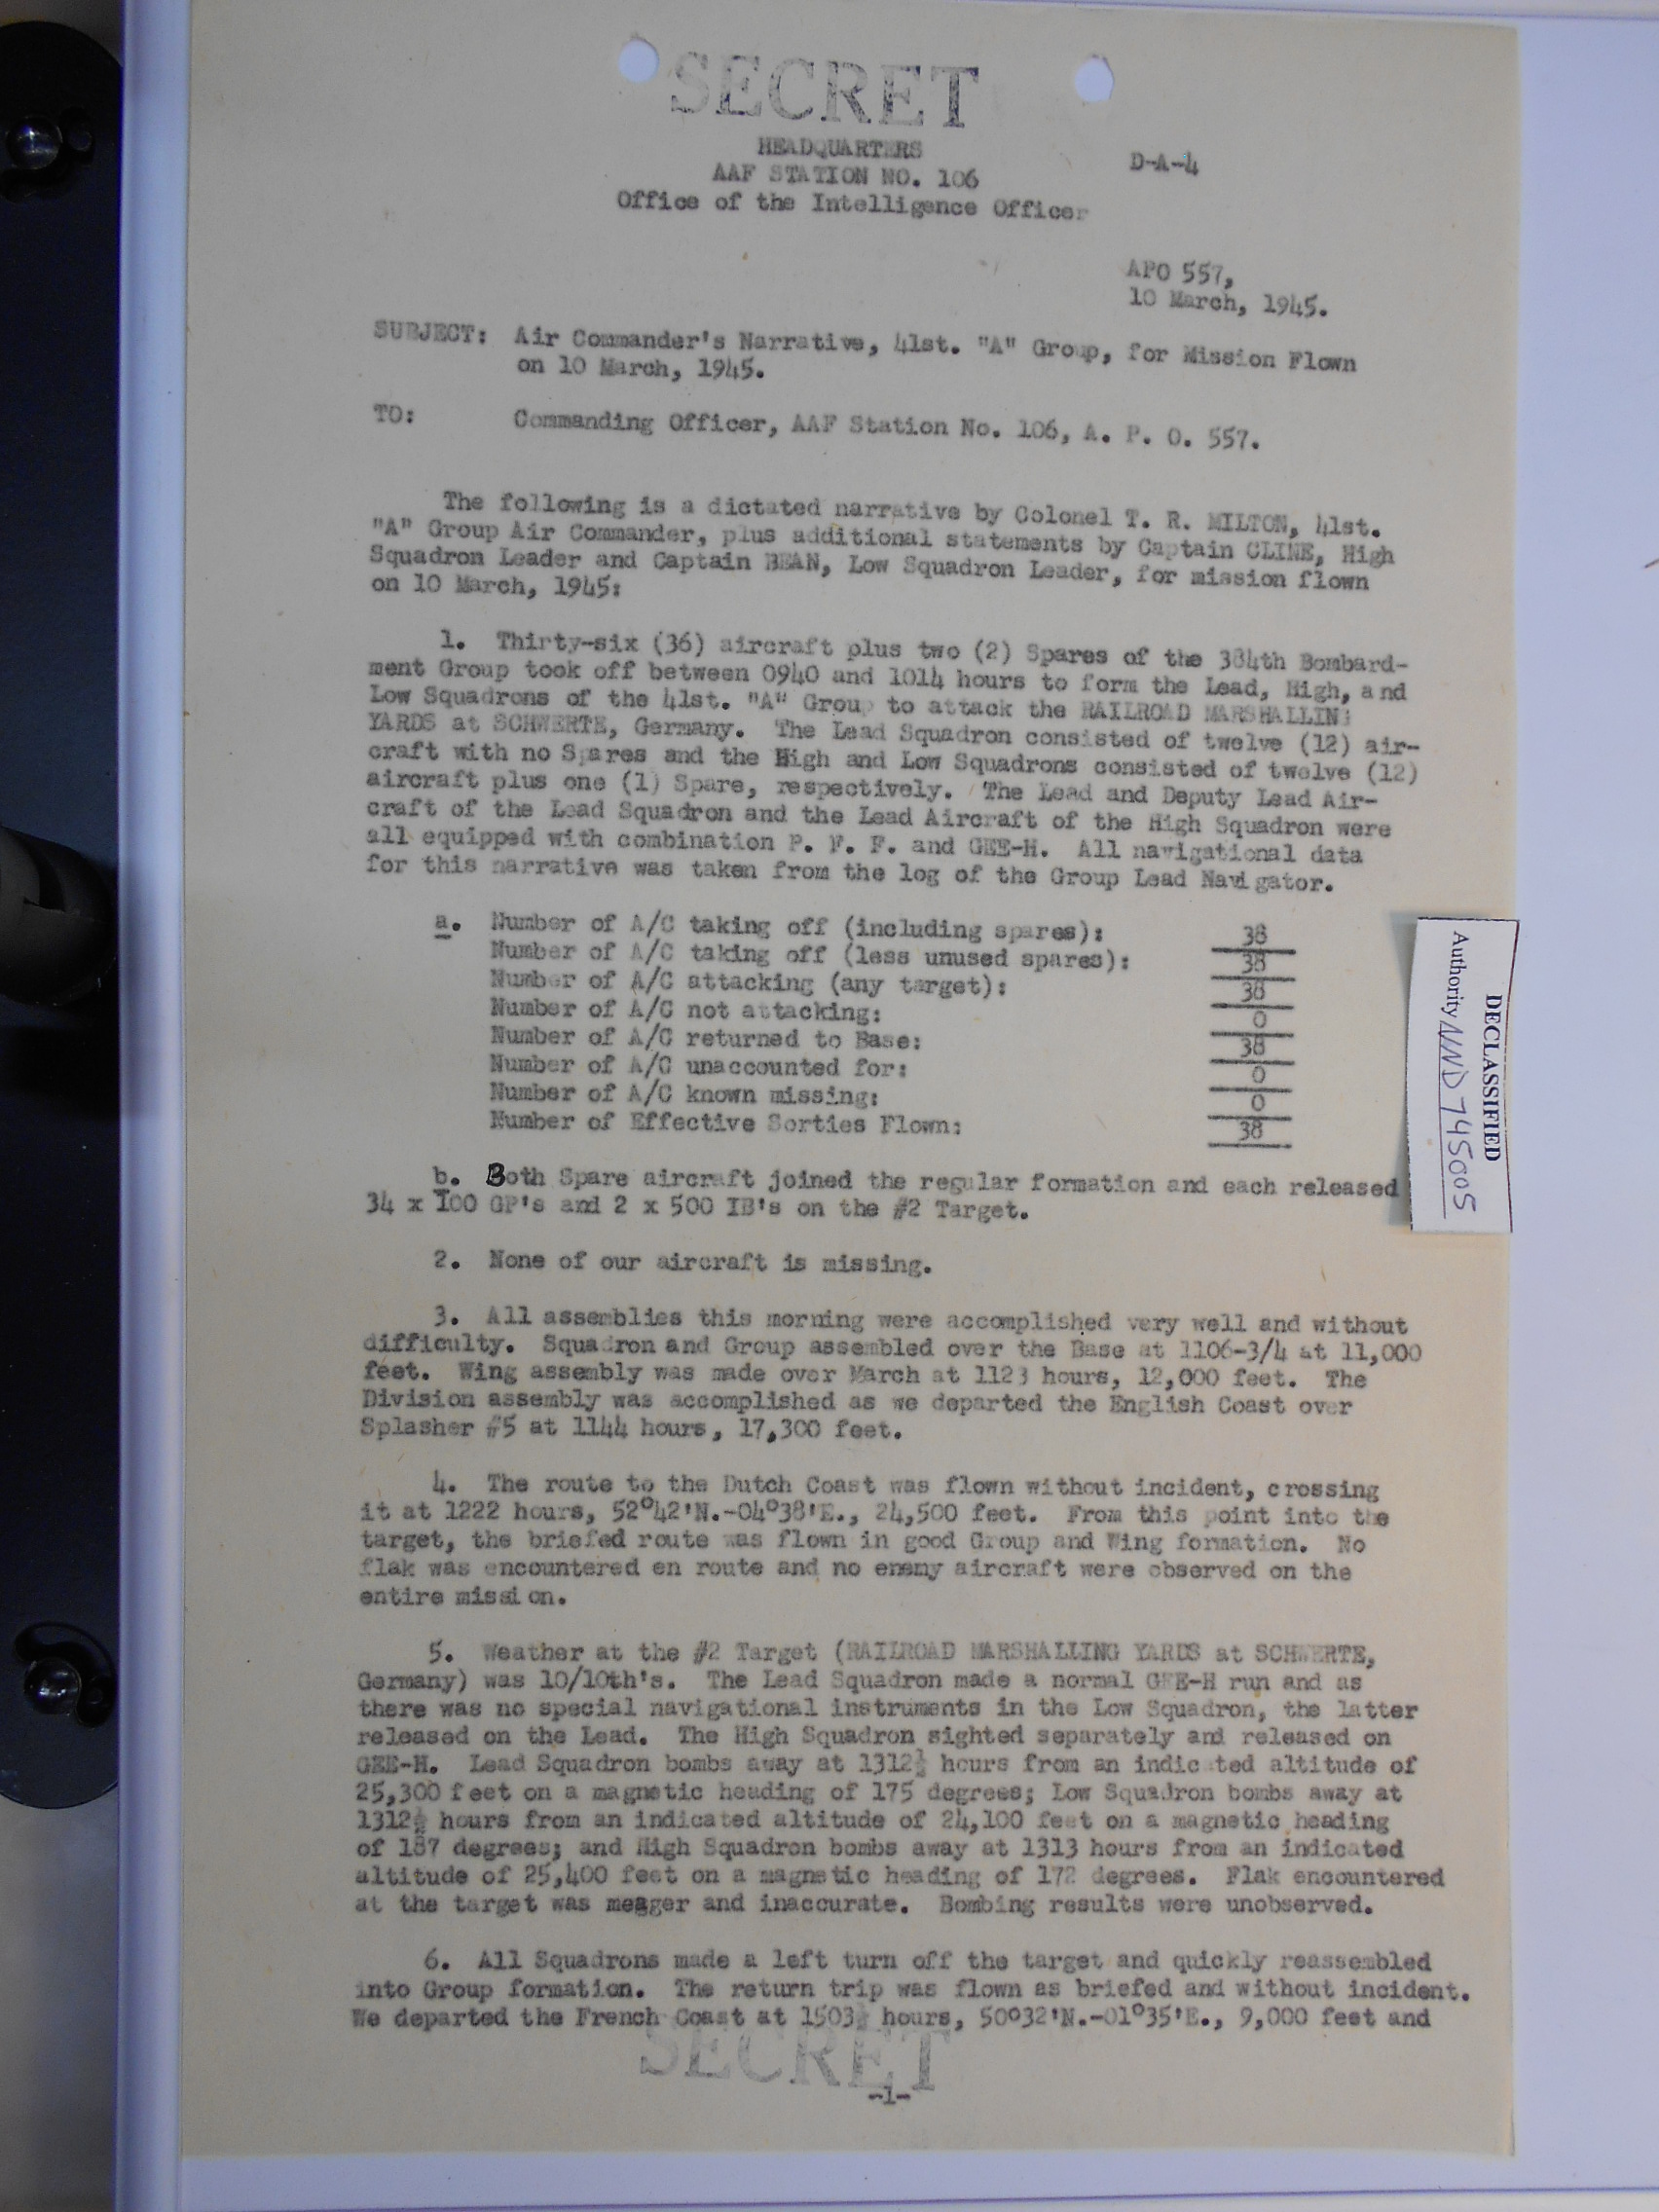 SECRET
HEADQUARTERS
D-A-4
AAF STATION NO. 106
Office of the Intelligence Officer
APO 557,
10 March, 1945.
SUBJECT: Air Commander's Narrative, 41st. "A" Group, for Mission Flown
on 10 March, 1945.
TO: Commanding Officer, AAF Station No. 106, A. P. O. 557.
The following is a dictated narrative by Colonel T. R. MILTON, 41st.
"A" Group Air Commander, plus additional statements by Captain CLINE, High
Squadron Leader and Captain BEAN, Low Squadron Leader, for mission flown
on 10 March, 1945:
1. Thirty-six (36) aircraft plus two (2) Spares of the 384th Bombard-
ment Group took off between 0940 and 1014 hours to form the Lead, High, and
Low Squadrons of the 41st. "A" Group to attack the RAILROAD MARSHALLING
YARDS at SCHWERTE, Germany. The Lead Squadron consisted of twelve (12) air-
craft with no Spares and the High and Low Squadrons consisted of twelve (12)
aircraft plus one (1) Spare, respectively. The Lead and Deputy Lead Air-
craft of the Lead Squadron and the Lead Aircraft of the High Squadron were
all equipped with combination P. F. F. and GEE-H. All navigational data
for this narrative was taken from the log of the Group Lead Navigator.
a. Number of A/C taking off (including spares): 38
Number of A/C taking off (less unused spares): 38
Number of A/C attacking (any target): 38
Number of A/C not attacking: 0
Number of A/C returned to Base: 38
Number of A/C unaccounted for: 0
Number of A/C known missing: 0
Number of Effective Sorties Flown: 38
DECLASSIFIED
Authority NND 745005
b. Both Spare aircraft joined the regular formation and each released
34 x 100 GP's and 2 x 500 IB's on the #2 Target.
2. None of our aircraft is missing.
3. All assemblies this morning were accomplished very well and without
difficulty. Squadron and Group assembled over the Base at 1106-3/4 at 11,000
feet. Wing assembly was made over March at 1123 hours, 12,000 feet. The
Division assembly was accomplished as we departed the English Coast over
Splasher #5 at 1144 hours, 17,300 feet.
4. The route to the Dutch Coast was flown without incident, crossing
it at 1222 hours, 52°42'N.-04°38'E., 24,500 feet. From this point into the
target, the briefed route was flown in good Group and Wing formation. No
flak was encountered en route and no enemy aircraft were observed on the
entire mission.
5. Weather at the #2 Target (RAILROAD MARSHALLING YARDS at SCHWERTE,
Germany) was 10/10th's. The Lead Squadron made a normal GEE-H run and as
there was no special navigational instruments in the Low Squadron, the latter
released on the Lead. The High Squadron sighted separately and released on
GEE-H. Lead Squadron bombs away at 1312½ hours from an indicated altitude of
25,300 feet on a magnetic heading of 175 degrees; Low Squadron bombs away at
1312½ hours from an indicated altitude of 24,100 feet on a magnetic heading
of 187 degrees; and High Squadron bombs away at 1313 hours from an indicated
altitude of 25,400 feet on a magnetic heading of 172 degrees. Flak encountered
at the target was meager and inaccurate. Bombing results were unobserved.
6. All Squadrons made a left turn off the target and quickly reassembled
into Group formation. The return trip was flown as briefed and without incident.
We departed the French Coast at 1503½ hours, 50°32'N.-01°35'E., 9,000 feet and
SECRET
-1-